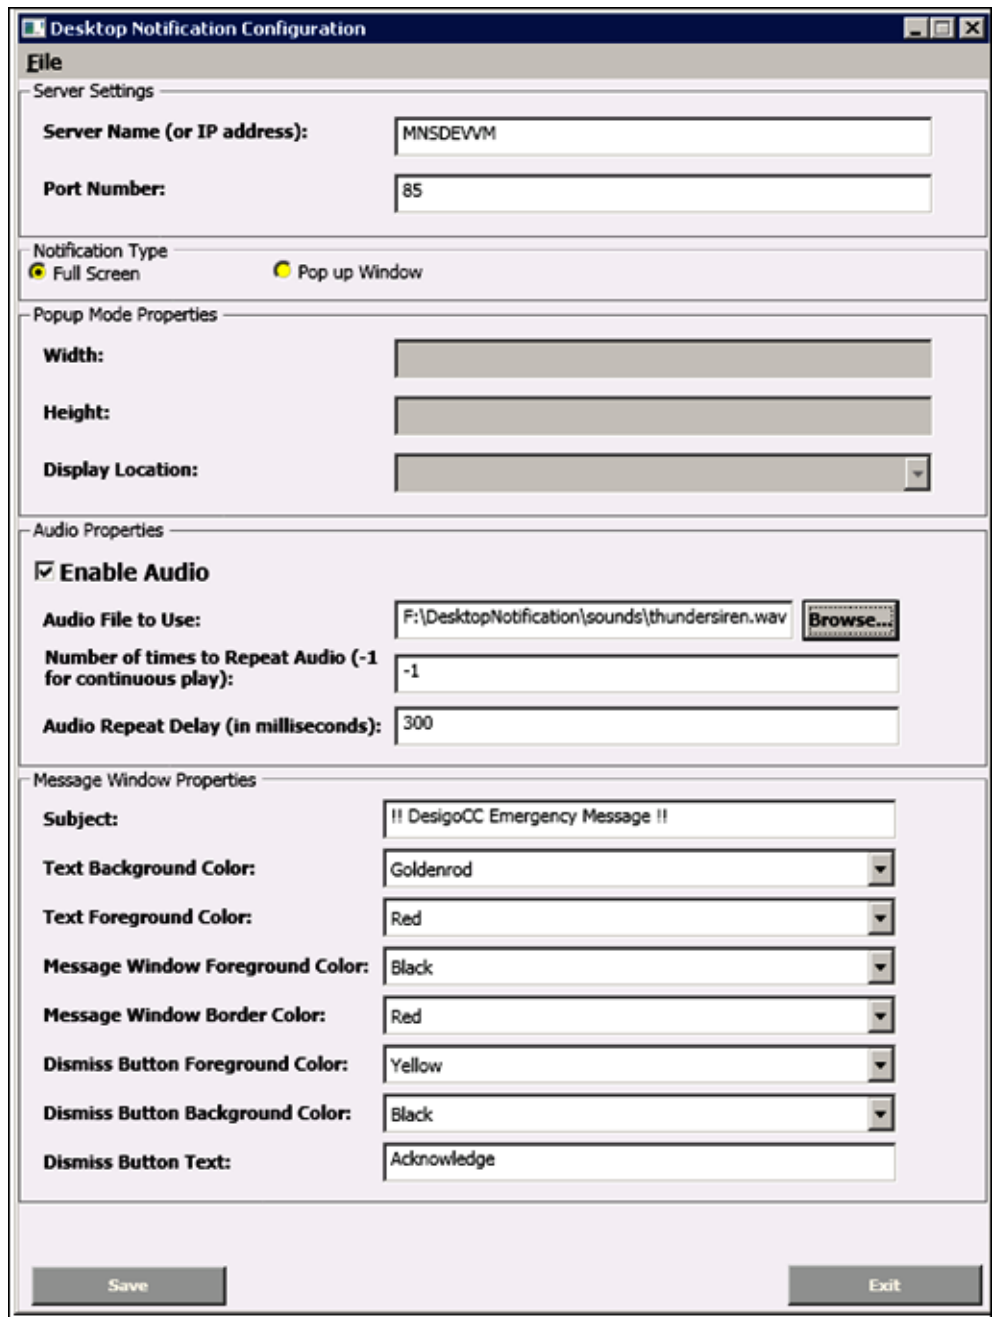 Desktop Notification Configuration
File
Server Settings
Server Name (or IP address):
MNSDEVVM
Port Number:
85
Notification Type
Full Screen
Pop up Window
Popup Mode Properties
Width:
Height:
Display Location:
Audio Properties
Enable Audio
Audio File to Use:
F:\DesktopNotification\sounds\thundersiren.wav
Browse...
Number of times to Repeat Audio (-1
for continuous play):
-1
Audio Repeat Delay (in milliseconds):
300
Message Window Properties
Subject:
!! DesigoCC Emergency Message !!
Text Background Color:
Goldenrod
Text Foreground Color:
Red
Message Window Foreground Color:
Black
Message Window Border Color:
Red
Dismiss Button Foreground Color:
Yellow
Dismiss Button Background Color:
Black
Dismiss Button Text:
Acknowledge
Save
Exit